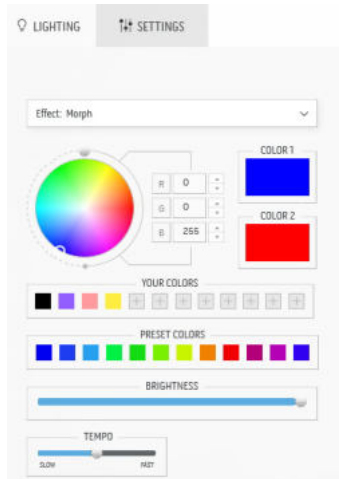 LIGHTING
SETTINGS
Effect: Morph
COLOR 1
R 0
G 0
COLOR 2
B 255
YOUR COLORS
PRESET COLORS
BRIGHTNESS
TEMPO
SLOW FAST